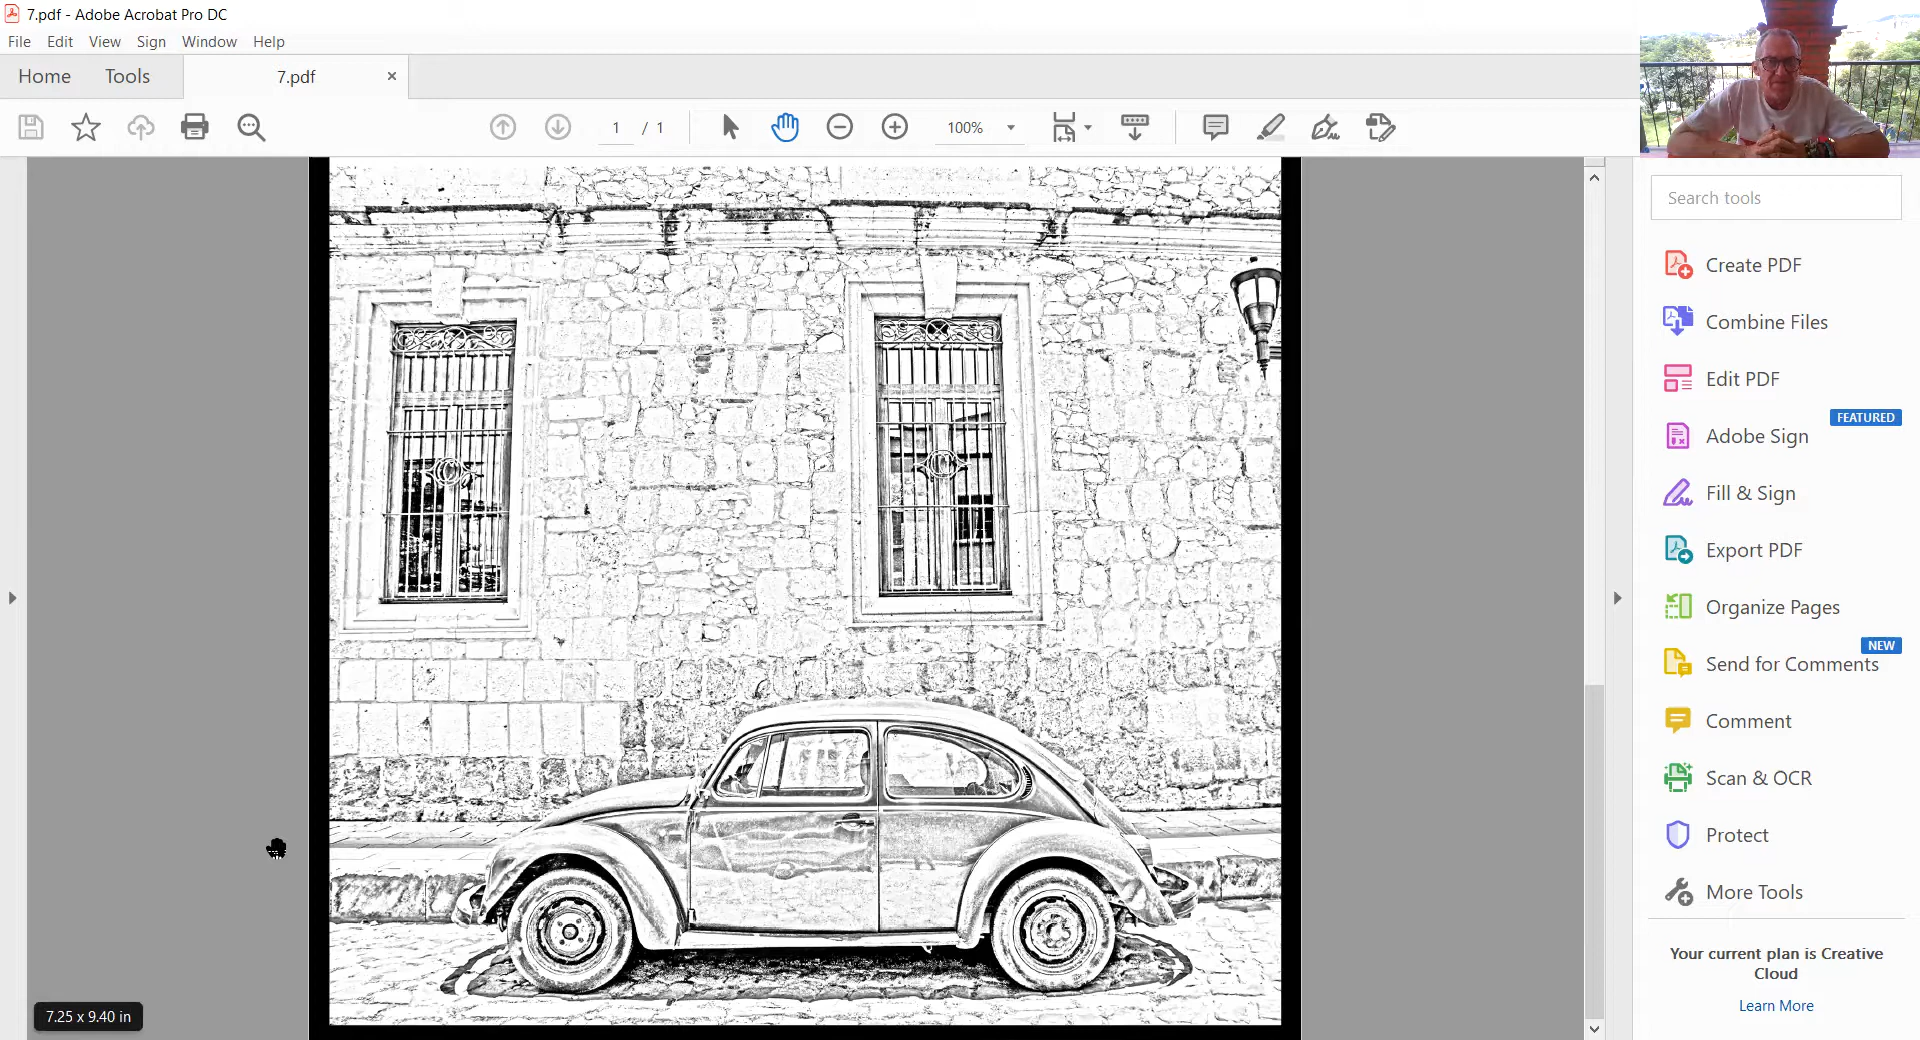 7.pdf - Adobe Acrobat Pro DC
File Edit View Sign Window Help
Home Tools 7.pdf ×
1 / 1 100%
Search tools
Create PDF
Combine Files
Edit PDF
FEATURED
Adobe Sign
Fill & Sign
Export PDF
Organize Pages
NEW
Send for Comments
Comment
Scan & OCR
Protect
More Tools
Your current plan is Creative
Cloud
Learn More
7.25 x 9.40 in